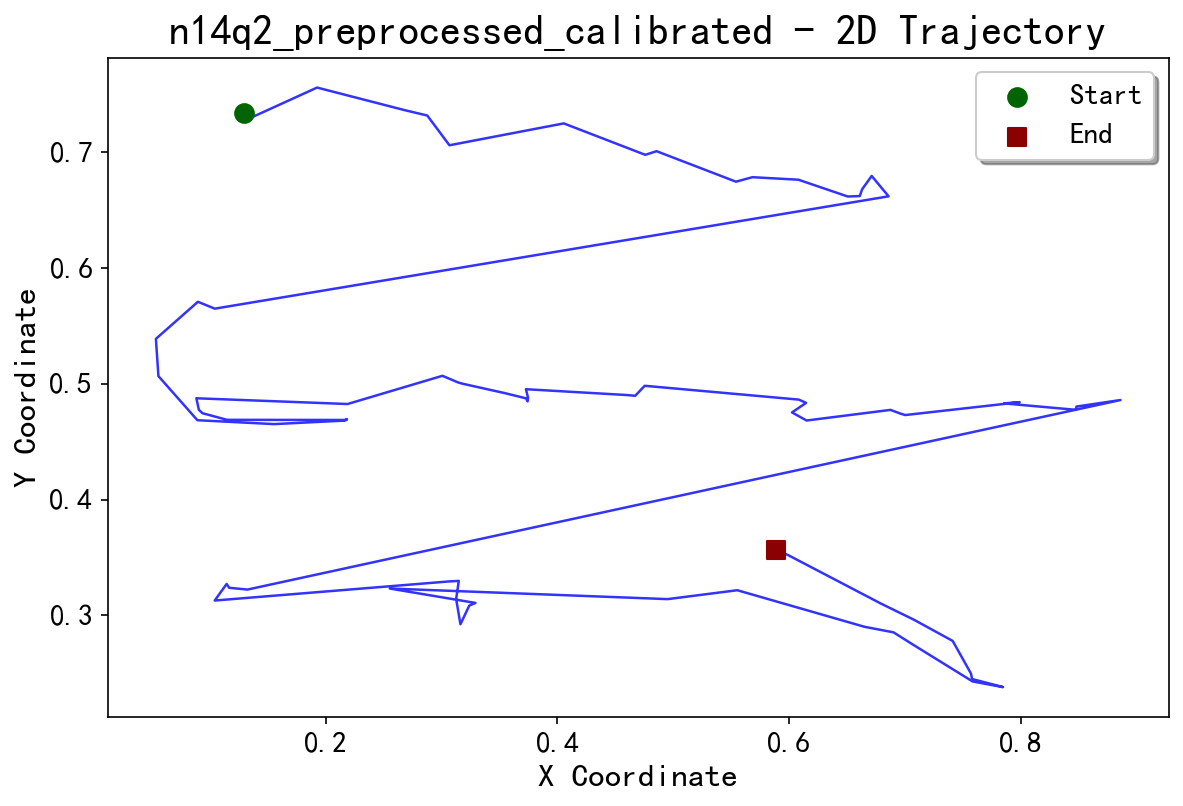 n14q2_preprocessed_calibrated - 2D Trajectory
Start
End
0.7
0.6
0.5
0.4
0.3
Y Coordinate
0.2
0.4
0.6
0.8
X Coordinate